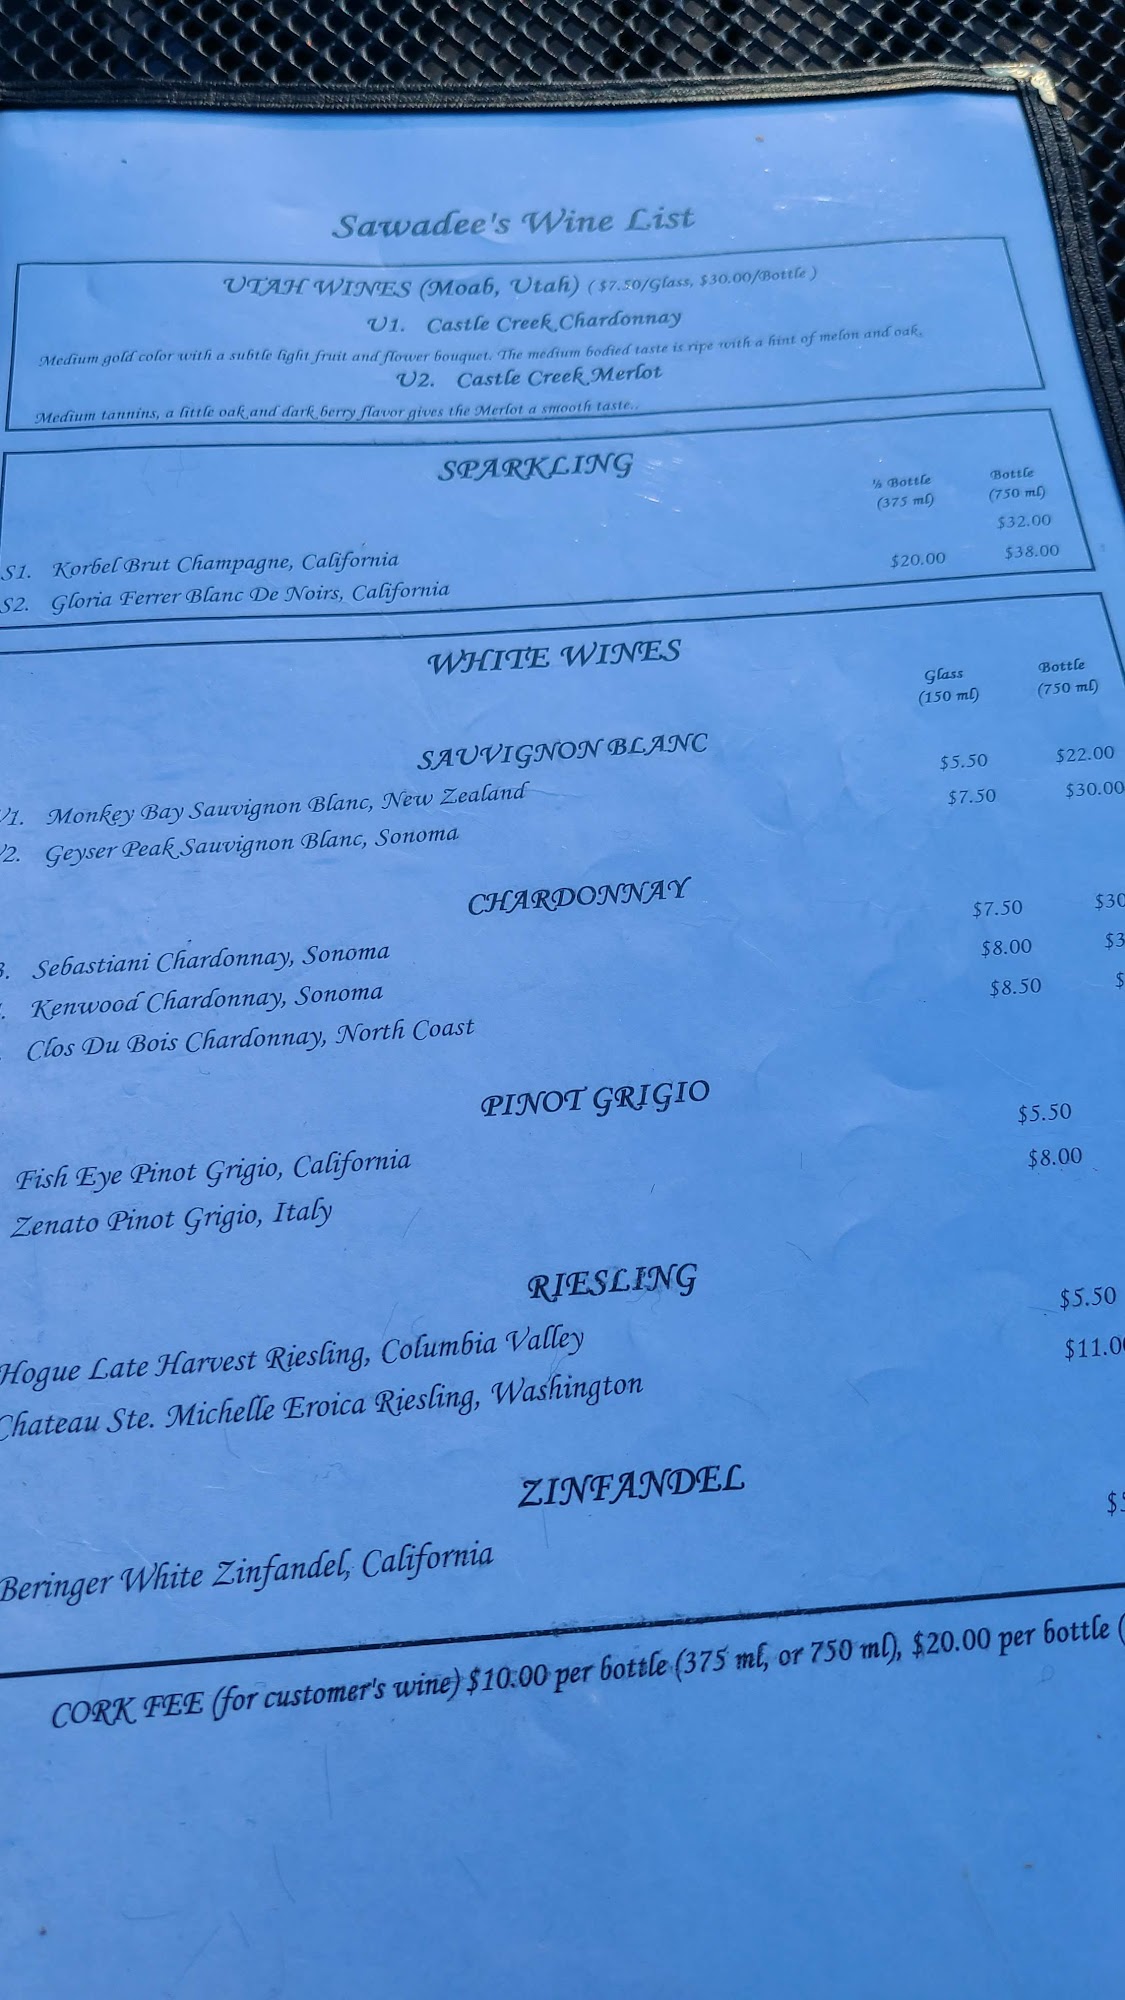 Sawadee's Wine List
UTAH WINES (Moab, Utah) ( $7.50/Glass, $30.00/Bottle )
U1. Castle Creek Chardonnay
Medium gold color with a subtle light fruit and flower bouquet. The medium bodied taste is ripe with a hint of melon and oak.
U2. Castle Creek Merlot
Medium tannins, a little oak and dark berry flavor gives the Merlot a smooth taste..
SPARKLING
½ Bottle Bottle
(375 ml) (750 ml)
S1. Korbel Brut Champagne, California $32.00
S2. Gloria Ferrer Blanc De Noirs, California $20.00 $38.00
WHITE WINES
Glass Bottle
(150 ml) (750 ml)
SAUVIGNON BLANC
1. Monkey Bay Sauvignon Blanc, New Zealand $5.50 $22.00
2. Geyser Peak Sauvignon Blanc, Sonoma $7.50 $30.00
CHARDONNAY
Sebastiani Chardonnay, Sonoma $7.50 $30
Kenwood Chardonnay, Sonoma $8.00 $3
Clos Du Bois Chardonnay, North Coast $8.50 $
PINOT GRIGIO
Fish Eye Pinot Grigio, California $5.50
Zenato Pinot Grigio, Italy $8.00
RIESLING
Hogue Late Harvest Riesling, Columbia Valley $5.50
Chateau Ste. Michelle Eroica Riesling, Washington $11.0
ZINFANDEL
Beringer White Zinfandel, California $
CORK FEE (for customer's wine) $10.00 per bottle (375 ml, or 750 ml), $20.00 per bottle (